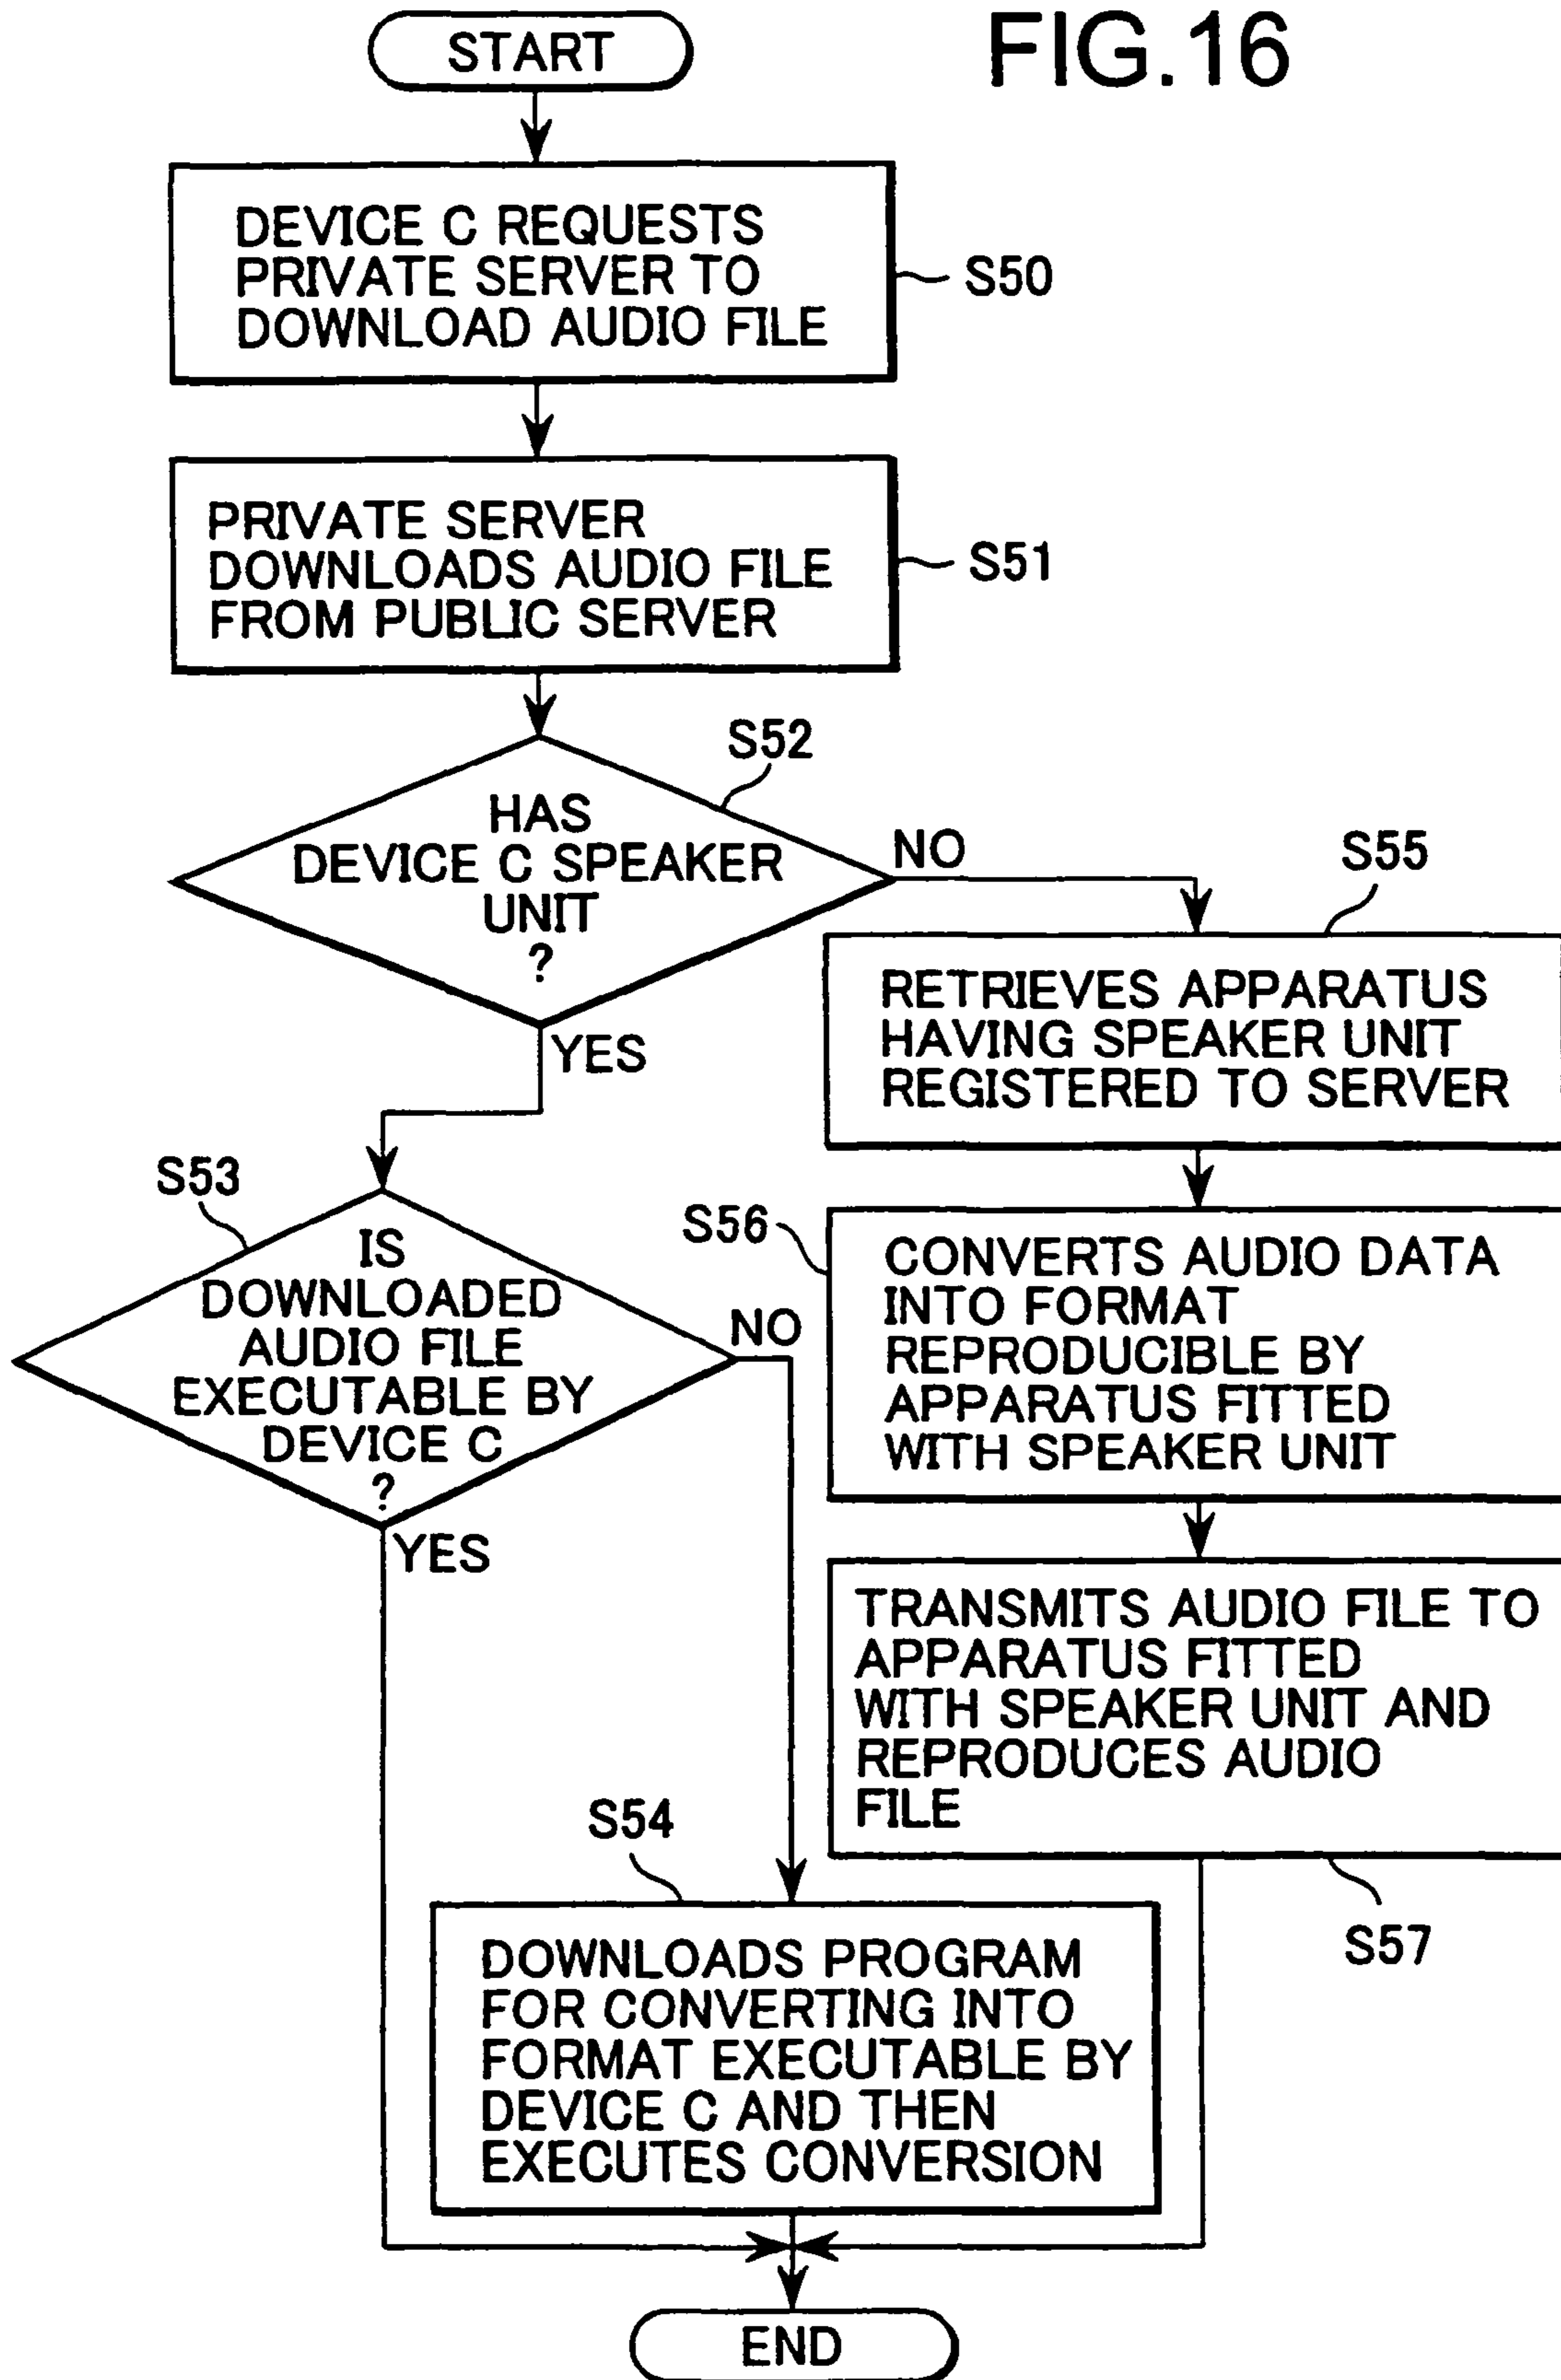 FIG.16
START
DEVICE C REQUESTS
PRIVATE SERVER TO
DOWNLOAD AUDIO FILE
S50
PRIVATE SERVER
DOWNLOADS AUDIO FILE
FROM PUBLIC SERVER
S51
S52
HAS
DEVICE C SPEAKER
UNIT
?
NO
YES
S55
RETRIEVES APPARATUS
HAVING SPEAKER UNIT
REGISTERED TO SERVER
S53
IS
DOWNLOADED
AUDIO FILE
EXECUTABLE BY
DEVICE C
?
NO
YES
S56
CONVERTS AUDIO DATA
INTO FORMAT
REPRODUCIBLE BY
APPARATUS FITTED
WITH SPEAKER UNIT
TRANSMITS AUDIO FILE TO
APPARATUS FITTED
WITH SPEAKER UNIT AND
REPRODUCES AUDIO
FILE
S57
S54
DOWNLOADS PROGRAM
FOR CONVERTING INTO
FORMAT EXECUTABLE BY
DEVICE C AND THEN
EXECUTES CONVERSION
END